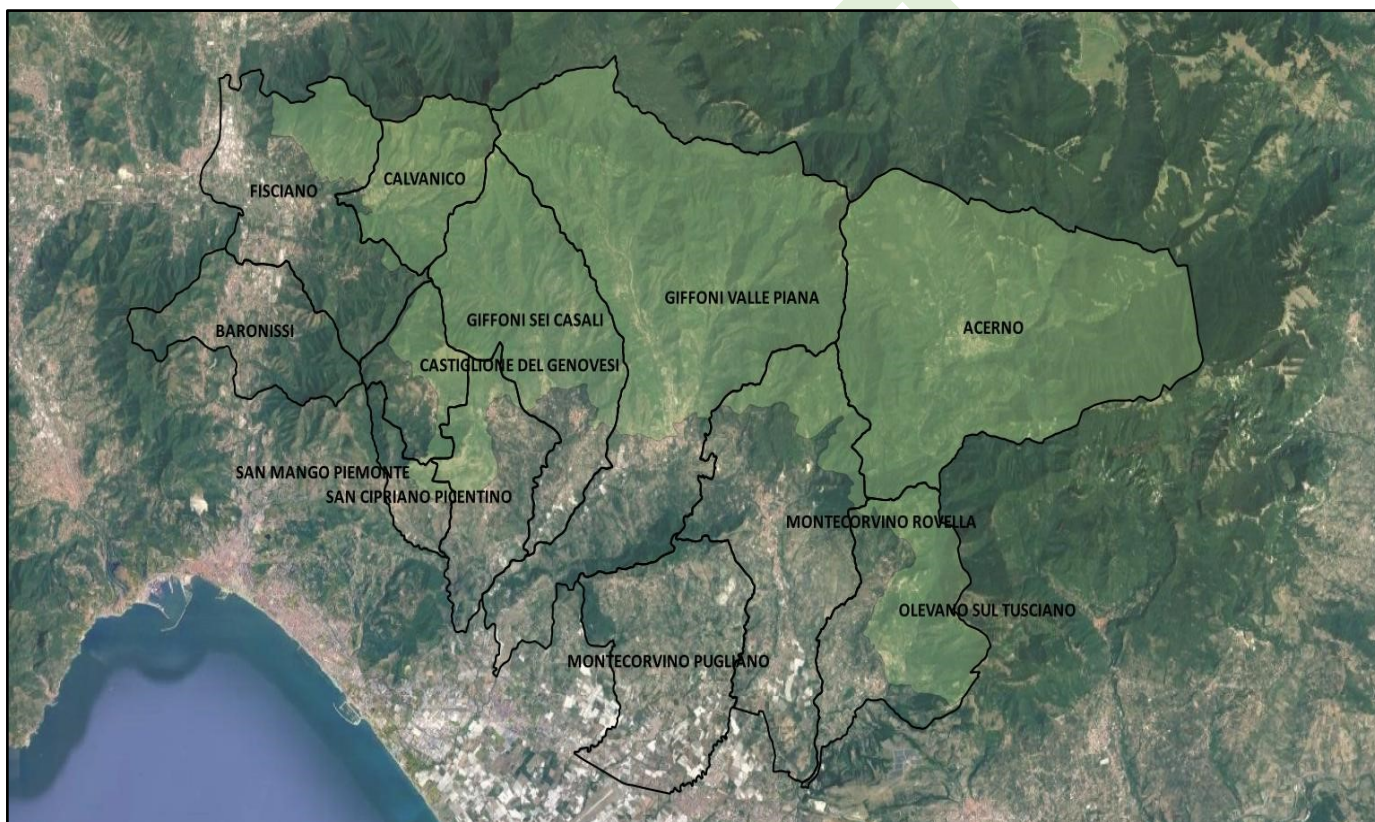 CALVANICO
FISCIANO
GIFFONI VALLE PIANA
GIFFONI SEI CASALI
ACERNO
BARONISSI
CASTIGLIONE DEL GENOVESI
SAN MANGO PIEMONTE
SAN CIPRIANO PICENTINO
MONTECORVINO ROVELLA
OLEVANO SUL TUSCIANO
MONTECORVINO PUGLIANO